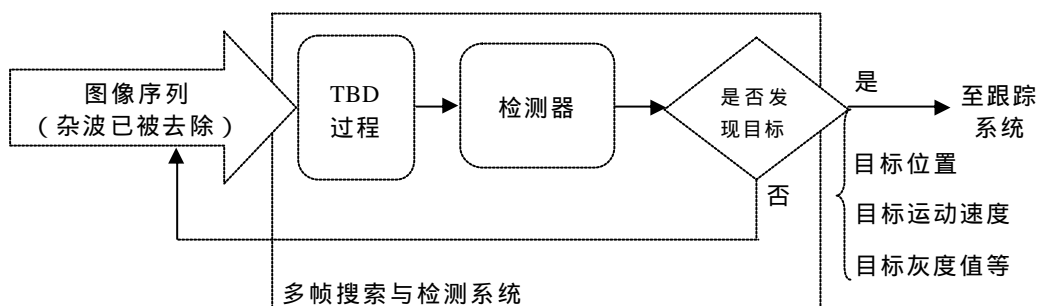 图像序列
（杂波已被去除）
TBD
过程
检测器
是否发
现目标
是
至跟踪
系统
否
目标位置
目标运动速度
目标灰度值等
多帧搜索与检测系统